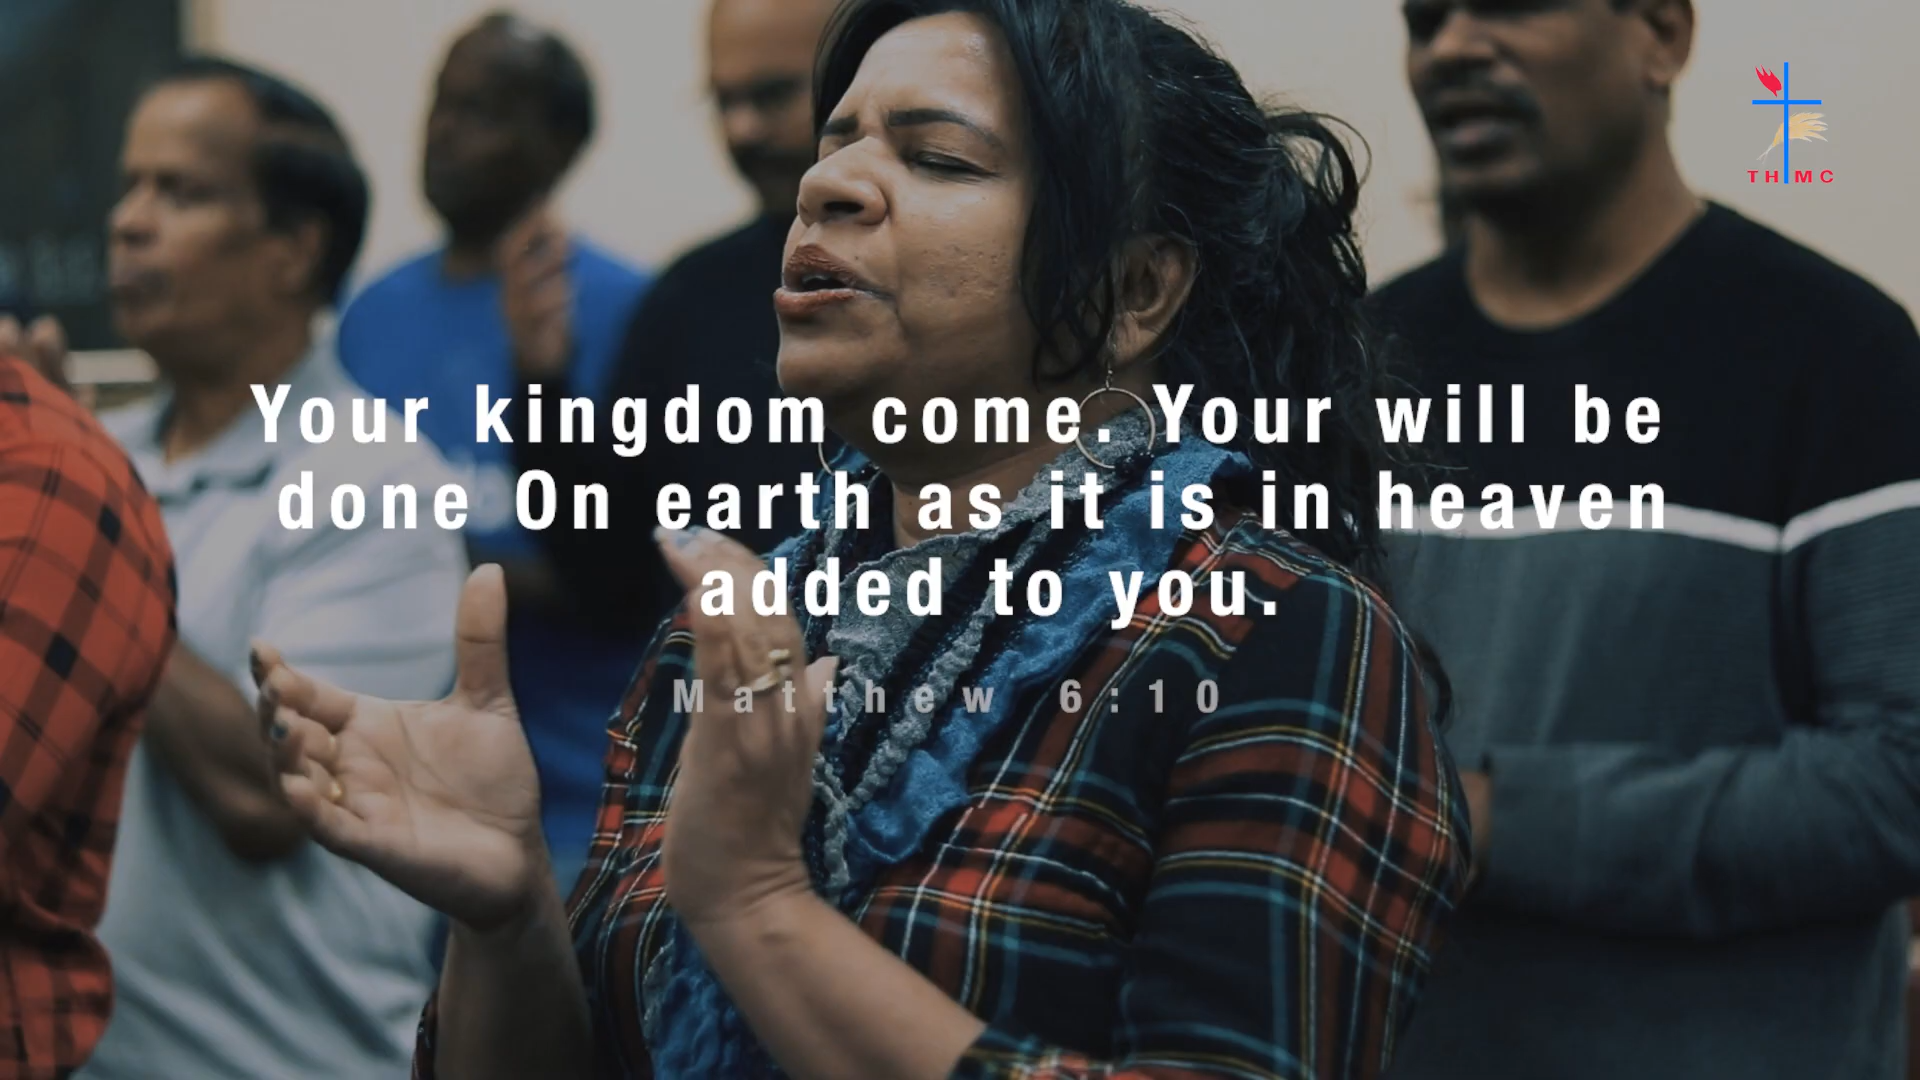 THMC
Your kingdom come. Your will be
done On earth as it is in heaven
added to you.
Matthew 6:10